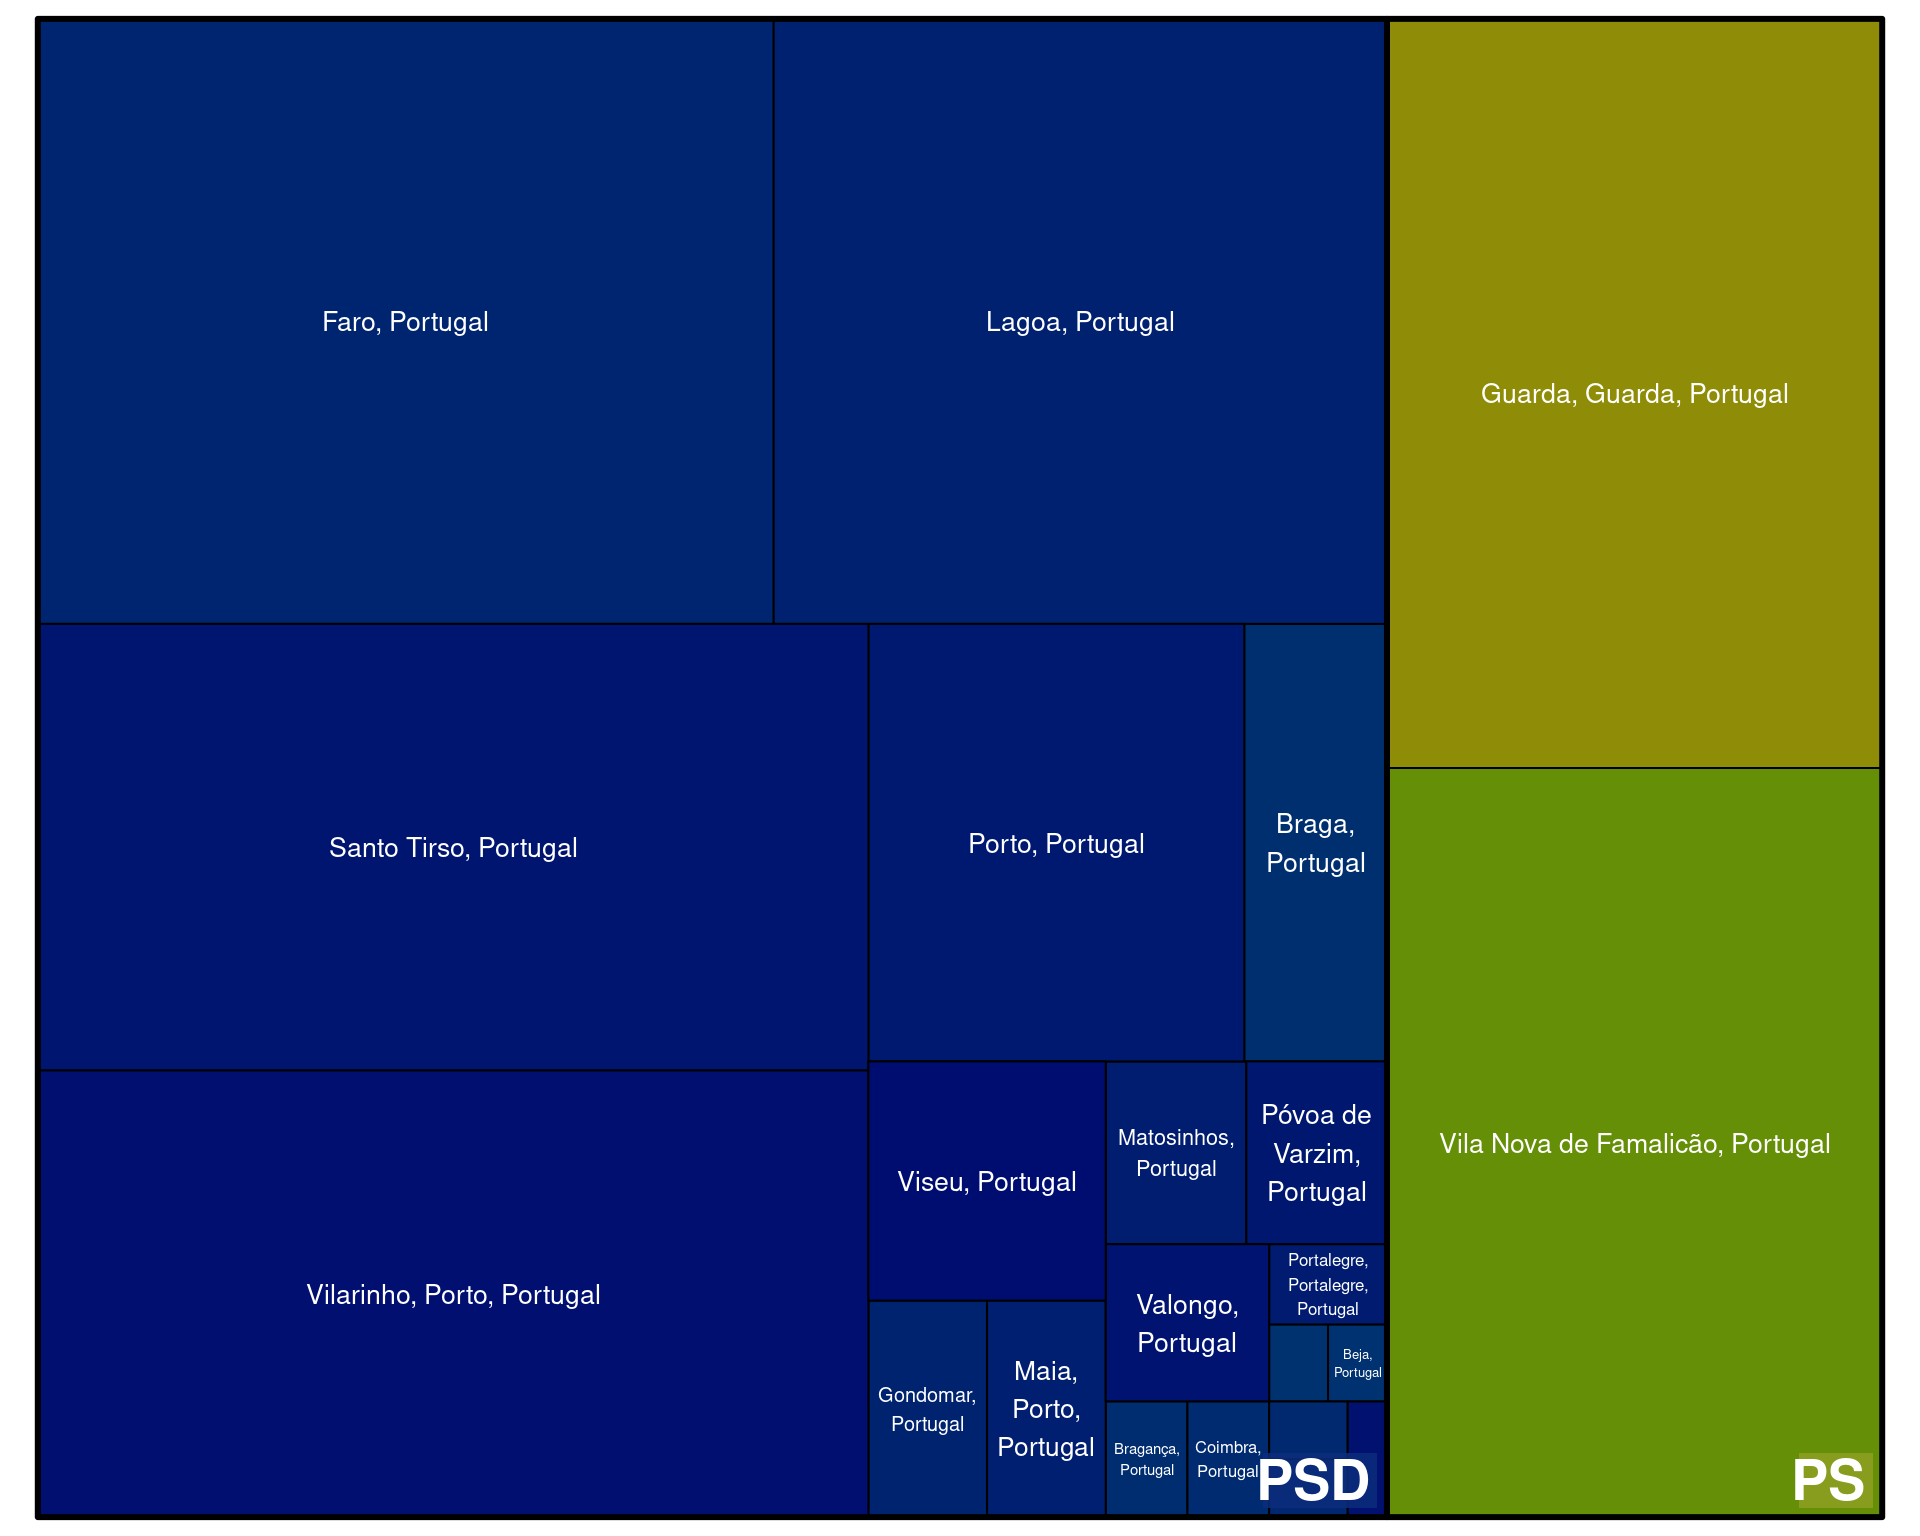 Faro, Portugal
Lagoa, Portugal
Guarda, Guarda, Portugal
Santo Tirso, Portugal
Porto, Portugal
Braga,
Portugal
Vilarinho, Porto, Portugal
Viseu, Portugal
Matosinhos,
Portugal
Póvoa de
Varzim,
Portugal
Vila Nova de Famalicão, Portugal
Gondomar,
Portugal
Maia,
Porto,
Portugal
Valongo,
Portugal
Portalegre,
Portalegre,
Portugal
Beja,
Portugal
Bragança,
Portugal
Coimbra,
Portugal
PSD
PS